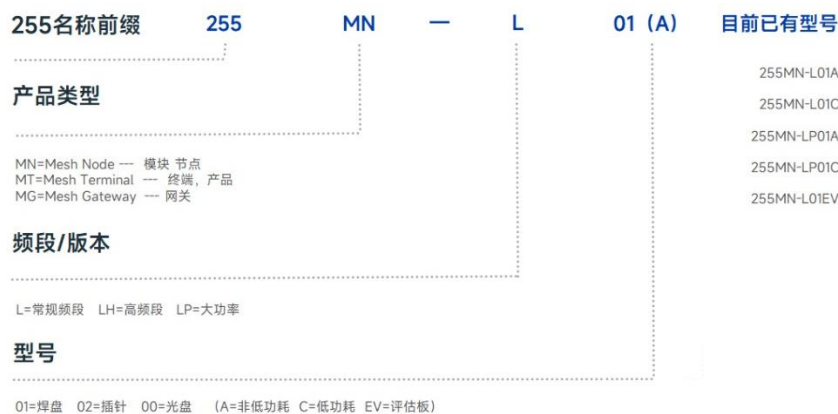 255名称前缀 255 MN — L 01（A） 目前已有型号
255MN-L01A
255MN-L01C
255MN-LP01A
255MN-LP01C
255MN-L01EV
产品类型
MN=Mesh Node --- 模块 节点
MT=Mesh Terminal --- 终端，产品
MG=Mesh Gateway --- 网关
频段/版本
L=常规频段 LH=高频段 LP=大功率
型号
01=焊盘 02=插针 00=光盘 （A=非低功耗 C=低功耗 EV=评估板）